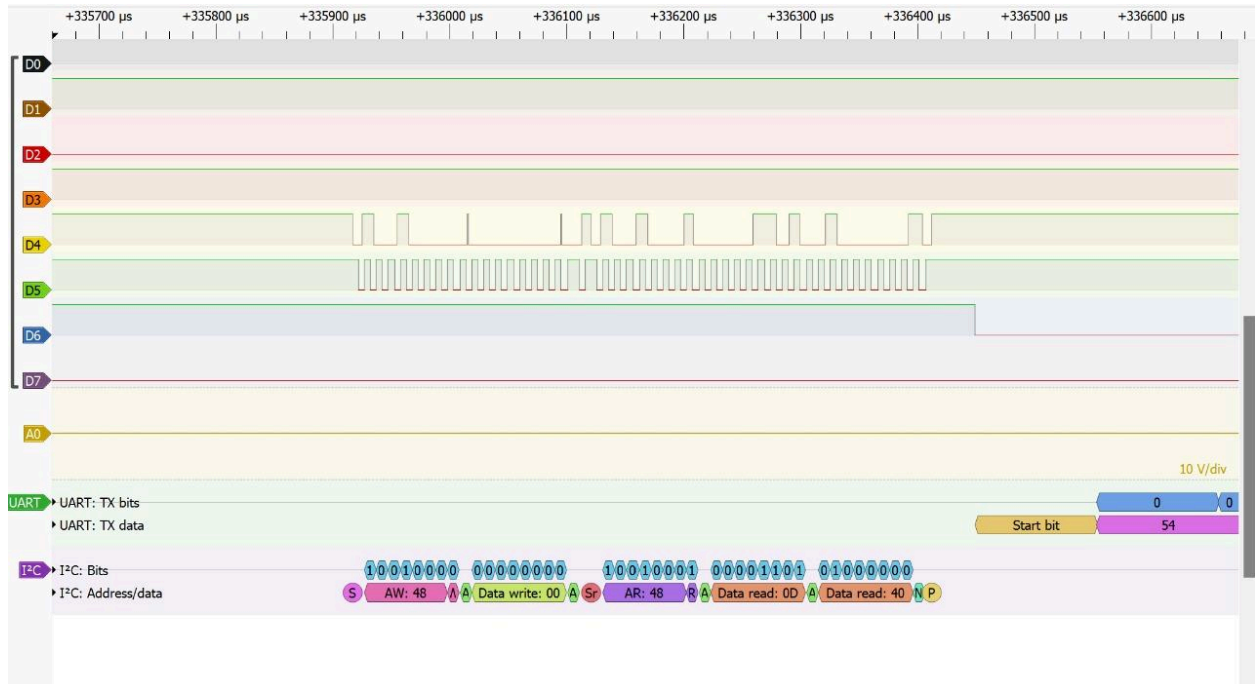 +335700 µs +335800 µs +335900 µs +336000 µs +336100 µs +336200 µs +336300 µs +336400 µs +336500 µs +336600 µs
D0
D1
D2
D3
D4
D5
D6
D7
A0
10 V/div
UART UART: TX bits 0 0
UART: TX data Start bit 54
I²C I²C: Bits 1 0 0 1 0 0 0 0 0 0 0 0 0 0 0 0 1 0 0 1 0 0 0 1 0 0 0 0 1 1 0 1 0 1 0 0 0 0 0 0
I²C: Address/data S AW: 48 A Data write: 00 A Sr AR: 48 R A Data read: 0D A Data read: 40 N P